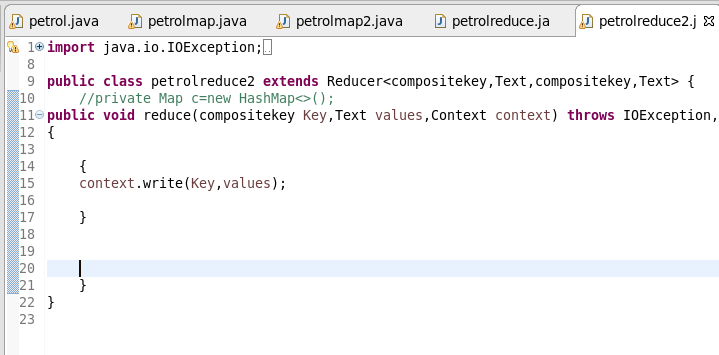 petrol.java petrolmap.java petrolmap2.java petrolreduce.ja petrolreduce2.j
1 import java.io.IOException;
8
9 public class petrolreduce2 extends Reducer<compositekey,Text,compositekey,Text> {
10 //private Map c=new HashMap<>();
11 public void reduce(compositekey Key,Text values,Context context) throws IOException,
12 {
13
14 {
15 context.write(Key,values);
16
17 }
18
19
20
21 }
22 }
23